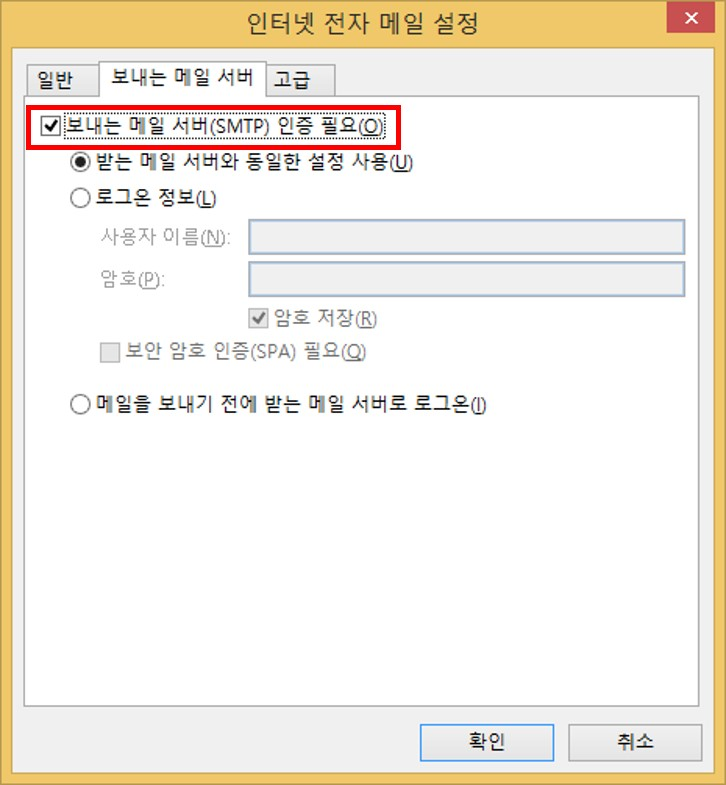 인터넷 전자 메일 설정
일반
보내는 메일 서버
고급
보내는 메일 서버(SMTP) 인증 필요(O)
받는 메일 서버와 동일한 설정 사용(U)
로그온 정보(L)
사용자 이름(N):
암호(P):
암호 저장(R)
보안 암호 인증(SPA) 필요(Q)
메일을 보내기 전에 받는 메일 서버로 로그온(I)
확인
취소